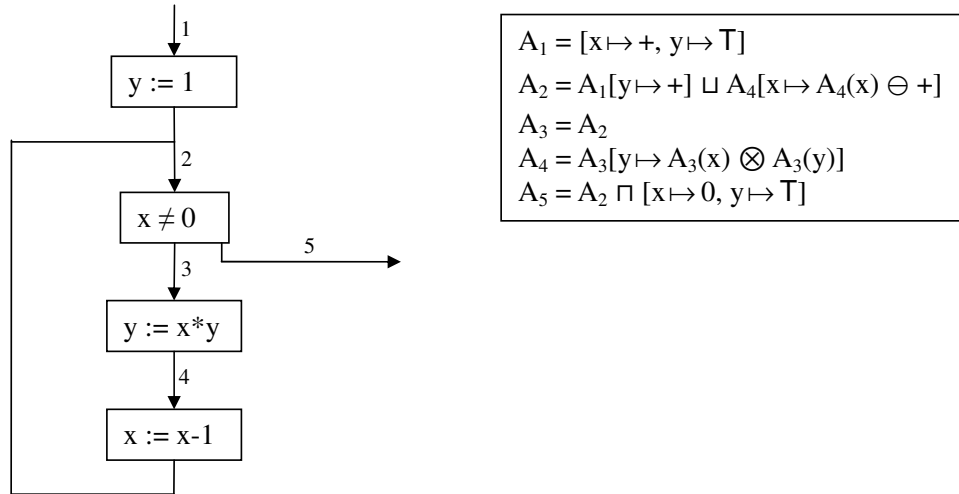 1
y := 1
2
x ≠ 0
5
3
y := x*y
4
x := x-1
A₁ = [x ↦ +, y ↦ T]
A₂ = A₁[y ↦ +] ⊔ A₄[x ↦ A₄(x) ⊖ +]
A₃ = A₂
A₄ = A₃[y ↦ A₃(x) ⊗ A₃(y)]
A₅ = A₂ ⊓ [x ↦ 0, y ↦ T]